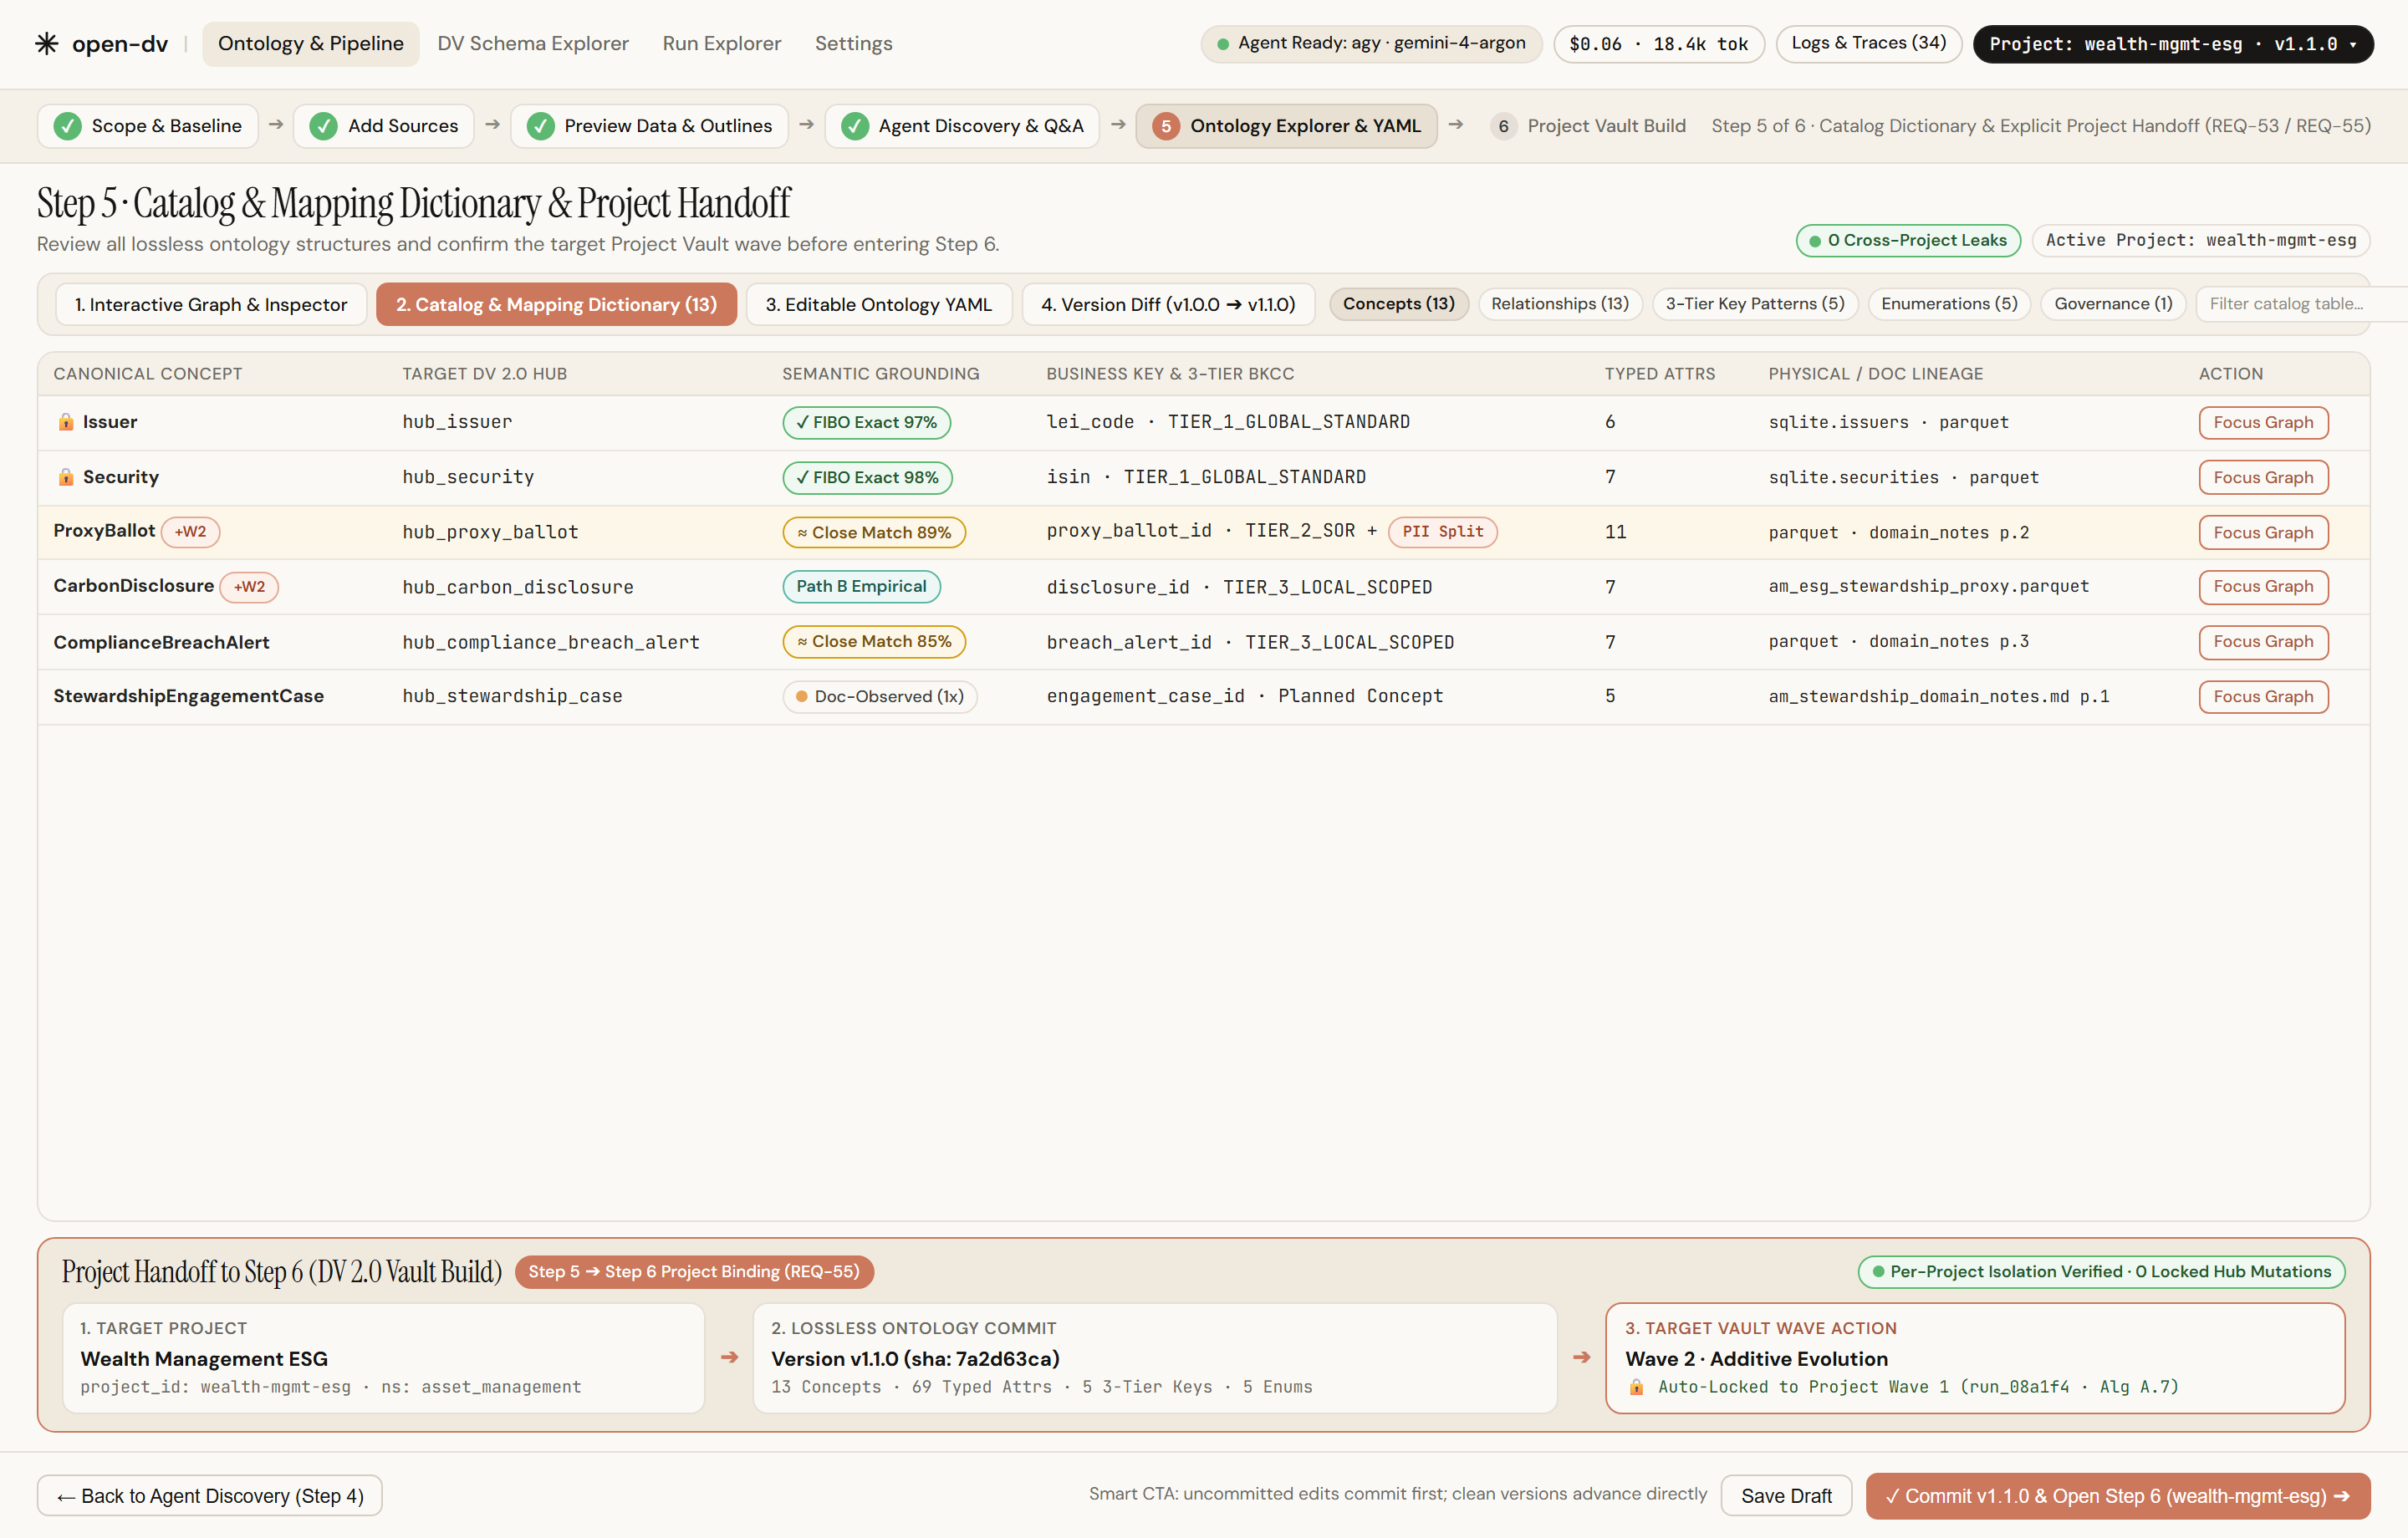 open-dv | Ontology & Pipeline DV Schema Explorer Run Explorer Settings Agent Ready: agy · gemini-4-argon $0.06 · 18.4k tok Logs & Traces (34) Project: wealth-mgmt-esg · v1.1.0 ▾
✓ Scope & Baseline → ✓ Add Sources → ✓ Preview Data & Outlines → ✓ Agent Discovery & Q&A → 5 Ontology Explorer & YAML → 6 Project Vault Build Step 5 of 6 · Catalog Dictionary & Explicit Project Handoff (REQ-53 / REQ-55)
Step 5 · Catalog & Mapping Dictionary & Project Handoff
Review all lossless ontology structures and confirm the target Project Vault wave before entering Step 6.
0 Cross-Project Leaks Active Project: wealth-mgmt-esg
1. Interactive Graph & Inspector 2. Catalog & Mapping Dictionary (13) 3. Editable Ontology YAML 4. Version Diff (v1.0.0 → v1.1.0) Concepts (13) Relationships (13) 3-Tier Key Patterns (5) Enumerations (5) Governance (1) Filter catalog table...
CANONICAL CONCEPT TARGET DV 2.0 HUB SEMANTIC GROUNDING BUSINESS KEY & 3-TIER BKCC TYPED ATTRS PHYSICAL / DOC LINEAGE ACTION
🔒 Issuer hub_issuer ✓ FIBO Exact 97% lei_code · TIER_1_GLOBAL_STANDARD 6 sqlite.issuers · parquet Focus Graph
🔒 Security hub_security ✓ FIBO Exact 98% isin · TIER_1_GLOBAL_STANDARD 7 sqlite.securities · parquet Focus Graph
ProxyBallot +W2 hub_proxy_ballot ≈ Close Match 89% proxy_ballot_id · TIER_2_SOR + PII Split 11 parquet · domain_notes p.2 Focus Graph
CarbonDisclosure +W2 hub_carbon_disclosure Path B Empirical disclosure_id · TIER_3_LOCAL_SCOPED 7 am_esg_stewardship_proxy.parquet Focus Graph
ComplianceBreachAlert hub_compliance_breach_alert ≈ Close Match 85% breach_alert_id · TIER_3_LOCAL_SCOPED 7 parquet · domain_notes p.3 Focus Graph
StewardshipEngagementCase hub_stewardship_case Doc-Observed (1x) engagement_case_id · Planned Concept 5 am_stewardship_domain_notes.md p.1 Focus Graph
Project Handoff to Step 6 (DV 2.0 Vault Build) Step 5 → Step 6 Project Binding (REQ-55) Per-Project Isolation Verified · 0 Locked Hub Mutations
1. TARGET PROJECT
Wealth Management ESG
project_id: wealth-mgmt-esg · ns: asset_management
→
2. LOSSLESS ONTOLOGY COMMIT
Version v1.1.0 (sha: 7a2d63ca)
13 Concepts · 69 Typed Attrs · 5 3-Tier Keys · 5 Enums
→
3. TARGET VAULT WAVE ACTION
Wave 2 · Additive Evolution
🔒 Auto-Locked to Project Wave 1 (run_08a1f4 · Alg A.7)
← Back to Agent Discovery (Step 4) Smart CTA: uncommitted edits commit first; clean versions advance directly Save Draft ✓ Commit v1.1.0 & Open Step 6 (wealth-mgmt-esg) →